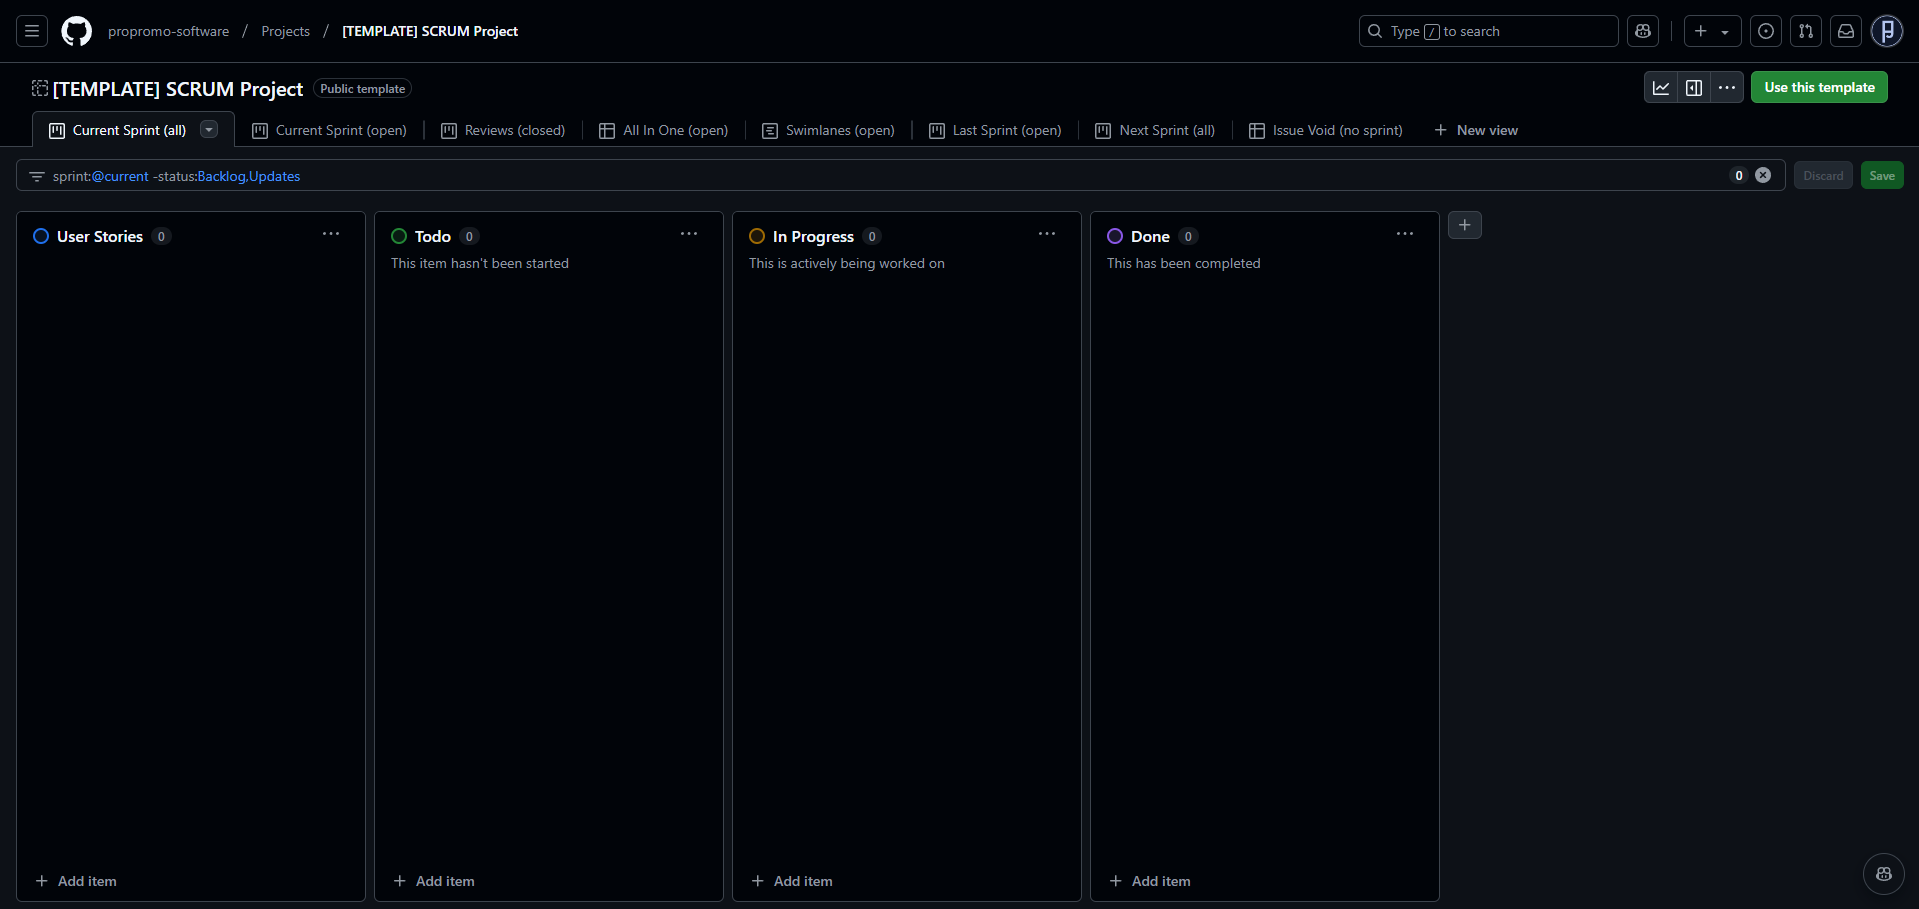 propromo-software / Projects / [TEMPLATE] SCRUM Project
Type / to search
[TEMPLATE] SCRUM Project Public template
Use this template
Current Sprint (all) Current Sprint (open) Reviews (closed) All In One (open) Swimlanes (open) Last Sprint (open) Next Sprint (all) Issue Void (no sprint) New view
sprint:@current -status:Backlog,Updates 0 Discard Save
User Stories 0
Todo 0
This item hasn't been started
In Progress 0
This is actively being worked on
Done 0
This has been completed
Add item Add item Add item Add item